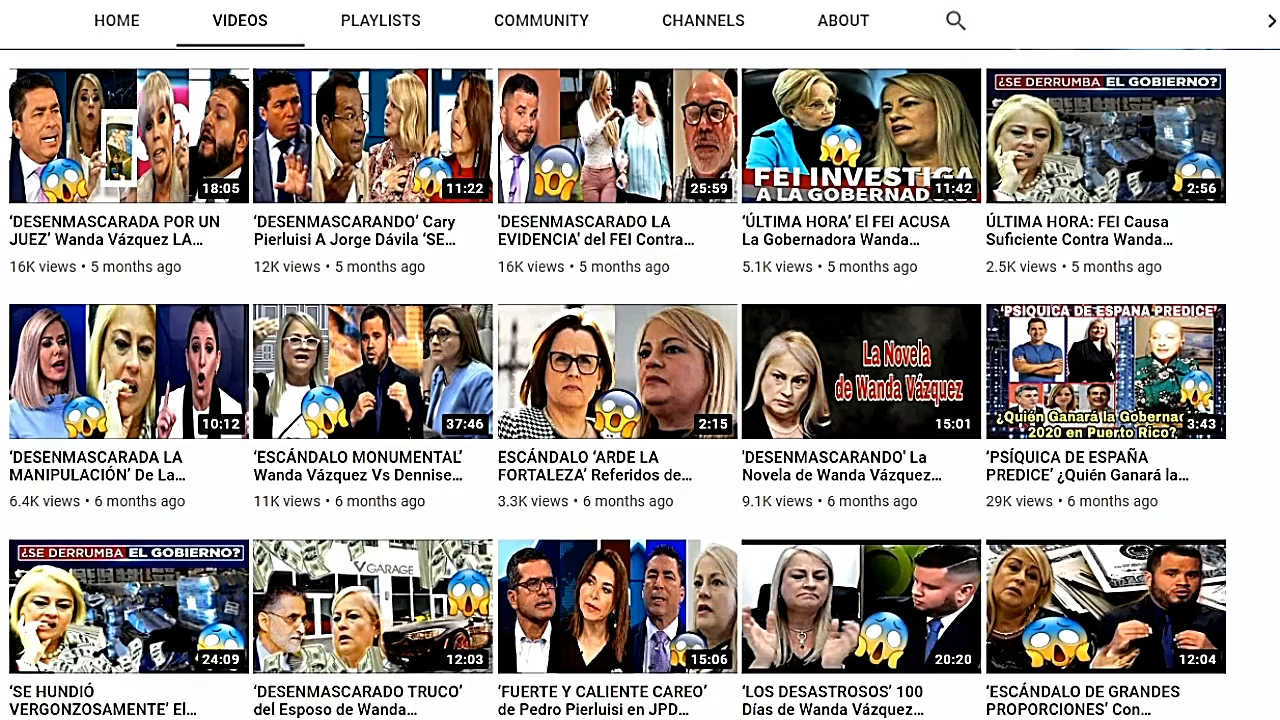 HOME VIDEOS PLAYLISTS COMMUNITY CHANNELS ABOUT
18:05
‘DESENMASCARADA POR UN
JUEZ’ Wanda Vázquez LA...
16K views • 5 months ago
11:22
‘DESENMASCARANDO’ Cary
Pierluisi A Jorge Dávila ‘SE...
12K views • 5 months ago
25:59
'DESENMASCARADO LA
EVIDENCIA' del FEI Contra...
16K views • 5 months ago
FEI INVESTIGA
A LA GOBERNAD
11:42
‘ÚLTIMA HORA’ El FEI ACUSA
La Gobernadora Wanda...
5.1K views • 5 months ago
¿SE DERRUMBA EL GOBIERNO?
2:56
ÚLTIMA HORA: FEI Causa
Suficiente Contra Wanda...
2.5K views • 5 months ago
10:12
‘DESENMASCARADA LA
MANIPULACIÓN’ De La...
6.4K views • 6 months ago
37:46
‘ESCÁNDALO MONUMENTAL’
Wanda Vázquez Vs Dennise...
11K views • 6 months ago
2:15
ESCÁNDALO ‘ARDE LA
FORTALEZA’ Referidos de...
3.3K views • 6 months ago
La Novela
de Wanda Vázquez
15:01
'DESENMASCARANDO' La
Novela de Wanda Vázquez...
9.1K views • 6 months ago
'PSIQUICA DE ESPAÑA PREDICE'
¿Quién Ganará la Gobernac
2020 en Puerto Rico?
3:43
‘PSÍQUICA DE ESPAÑA
PREDICE’ ¿Quién Ganará la...
29K views • 6 months ago
¿SE DERRUMBA EL GOBIERNO?
24:09
‘SE HUNDIÓ
VERGONZOSAMENTE’ El...
GARAGE
12:03
‘DESENMASCARADO TRUCO’
del Esposo de Wanda...
15:06
‘FUERTE Y CALIENTE CAREO’
de Pedro Pierluisi en JPD...
20:20
‘LOS DESASTROSOS’ 100
Días de Wanda Vázquez...
12:04
‘ESCÁNDALO DE GRANDES
PROPORCIONES’ Con...